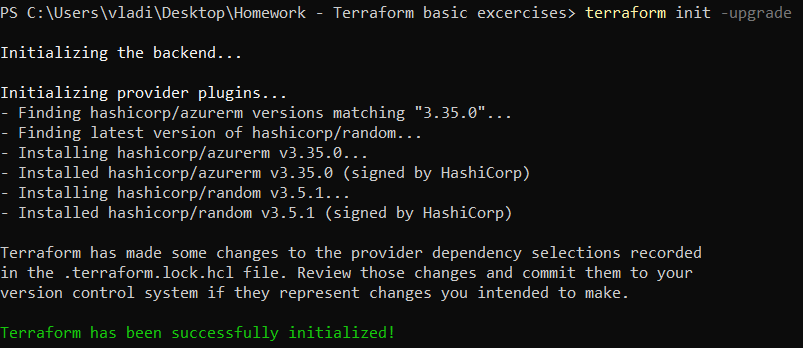 PS C:\Users\vladi\Desktop\Homework - Terraform basic excercises> terraform init -upgrade
Initializing the backend...
Initializing provider plugins...
- Finding hashicorp/azurerm versions matching "3.35.0"...
- Finding latest version of hashicorp/random...
- Installing hashicorp/azurerm v3.35.0...
- Installed hashicorp/azurerm v3.35.0 (signed by HashiCorp)
- Installing hashicorp/random v3.5.1...
- Installed hashicorp/random v3.5.1 (signed by HashiCorp)
Terraform has made some changes to the provider dependency selections recorded
in the .terraform.lock.hcl file. Review those changes and commit them to your
version control system if they represent changes you intended to make.
Terraform has been successfully initialized!